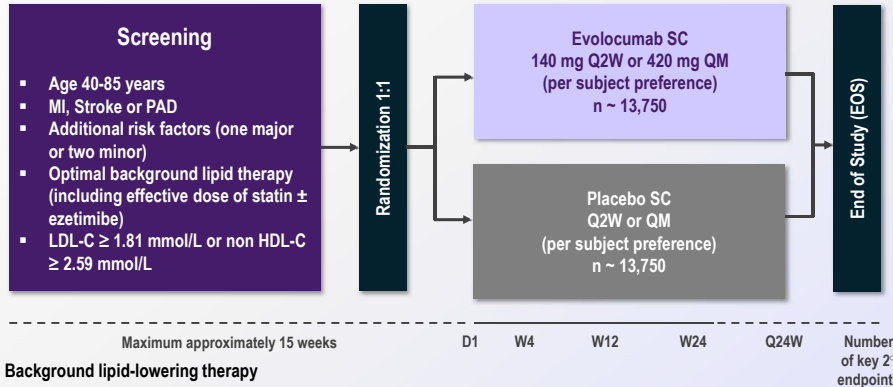 Screening
▪ Age 40-85 years
▪ MI, Stroke or PAD
▪ Additional risk factors (one major
or two minor)
▪ Optimal background lipid therapy
(including effective dose of statin ±
ezetimibe)
▪ LDL-C ≥ 1.81 mmol/L or non HDL-C
≥ 2.59 mmol/L
Randomization 1:1
Evolocumab SC
140 mg Q2W or 420 mg QM
(per subject preference)
n ~ 13,750
Placebo SC
Q2W or QM
(per subject preference)
n ~ 13,750
End of Study (EOS)
Maximum approximately 15 weeks
D1 W4 W12 W24 Q24W
Number
of key 2°
endpoint
Background lipid-lowering therapy